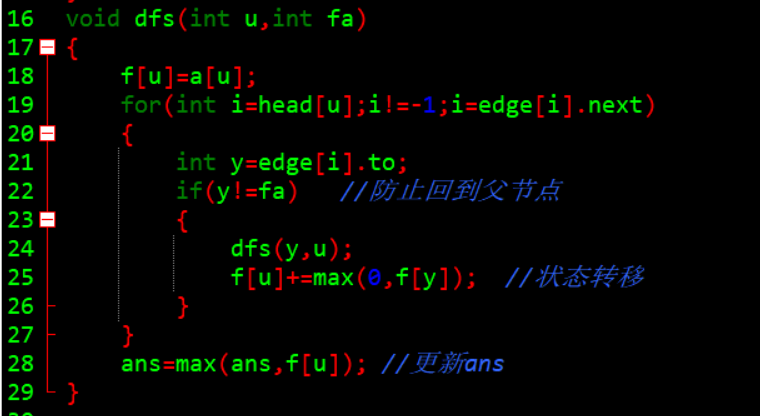 16 void dfs(int u,int fa)
17 {
18 f[u]=a[u];
19 for(int i=head[u];i!=-1;i=edge[i].next)
20 {
21 int y=edge[i].to;
22 if(y!=fa) //防止回到父节点
23 {
24 dfs(y,u);
25 f[u]+=max(0,f[y]); //状态转移
26 }
27 }
28 ans=max(ans,f[u]); //更新ans
29 }